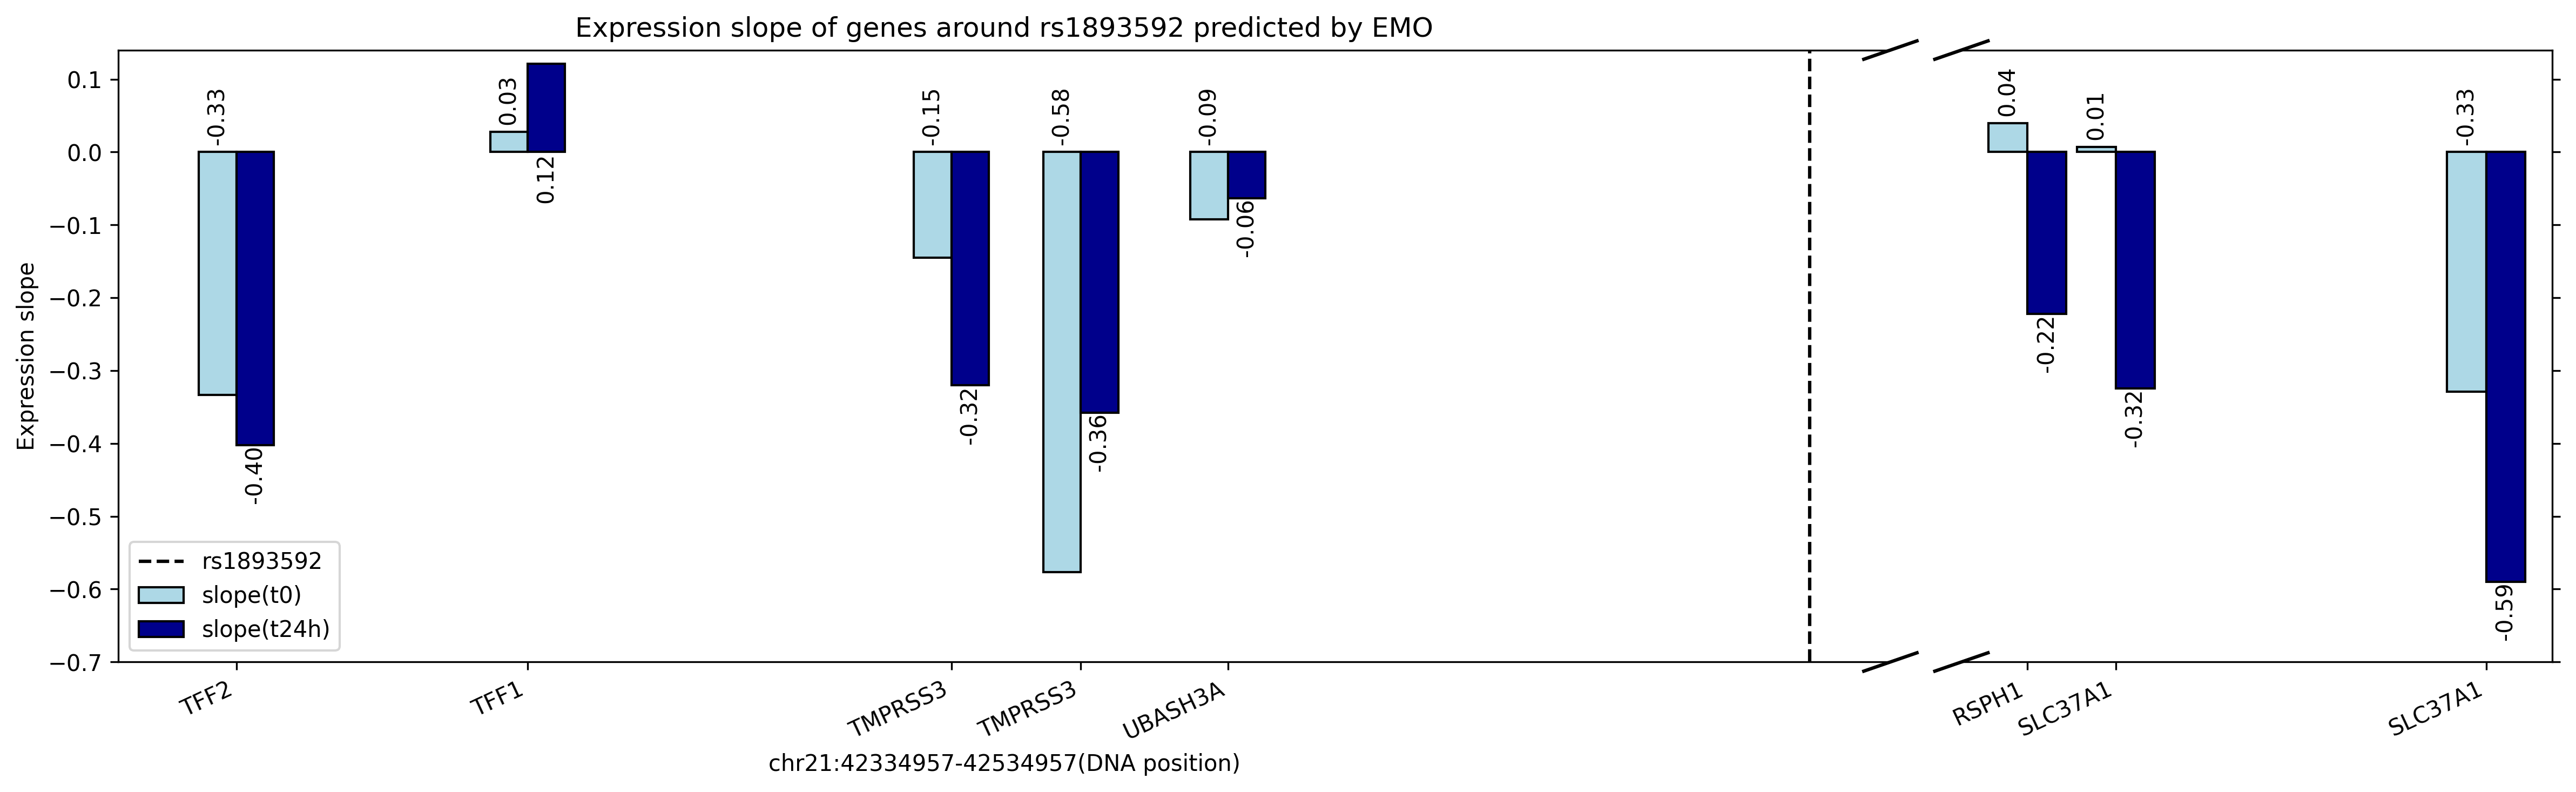 Expression slope of genes around rs1893592 predicted by EMO
Expression slope
0.1
0.0
−0.1
−0.2
−0.3
−0.4
−0.5
−0.6
−0.7
-0.33
-0.40
0.03
0.12
-0.15
-0.32
-0.58
-0.36
-0.09
-0.06
0.04
-0.22
0.01
-0.32
-0.33
-0.59
rs1893592
slope(t0)
slope(t24h)
TFF2
TFF1
TMPRSS3
TMPRSS3
UBASH3A
RSPH1
SLC37A1
SLC37A1
chr21:42334957-42534957(DNA position)